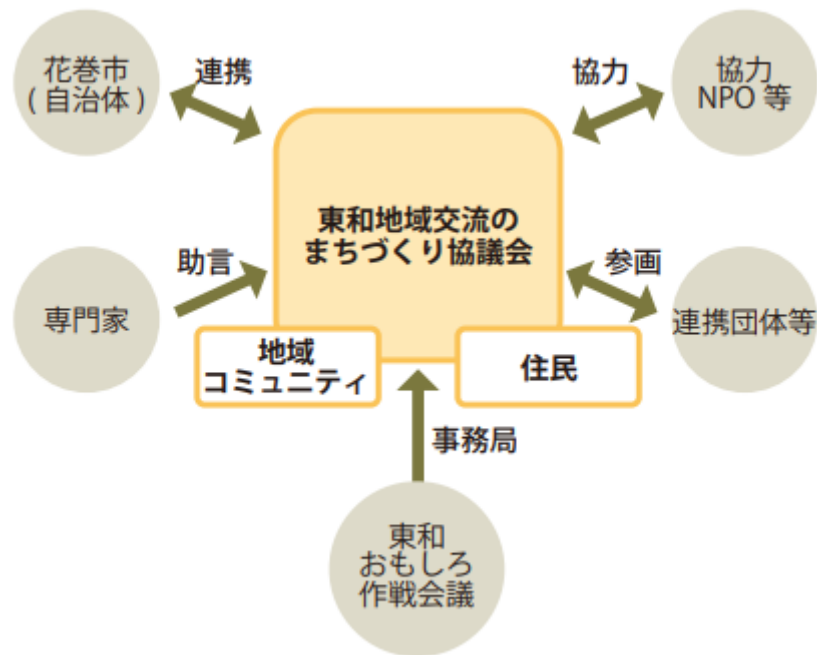 花巻市
(自治体)
連携
協力
協力
NPO 等
東和地域交流の
まちづくり協議会
助言
参画
専門家
連携団体等
地域
コミュニティ
住民
事務局
東和
おもしろ
作戦会議